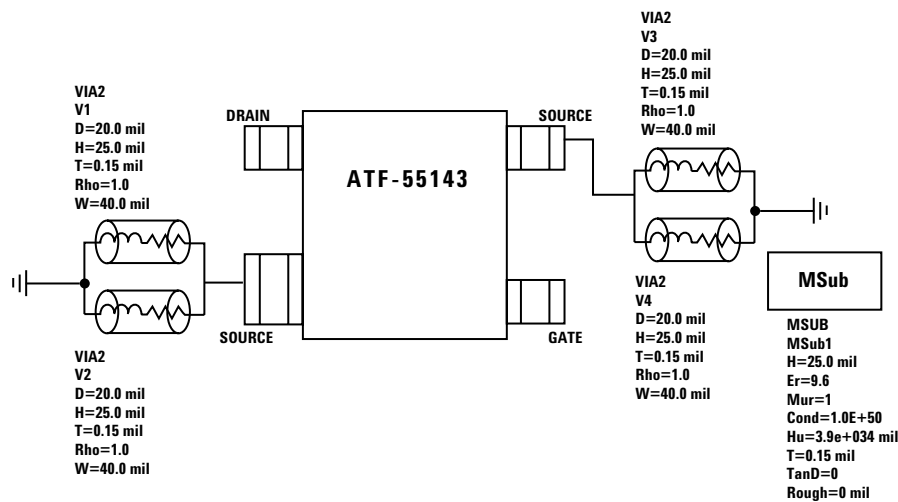 VIA2
V1
D=20.0 mil
H=25.0 mil
T=0.15 mil
Rho=1.0
W=40.0 mil
DRAIN
SOURCE
ATF-55143
VIA2
V3
D=20.0 mil
H=25.0 mil
T=0.15 mil
Rho=1.0
W=40.0 mil
SOURCE
GATE
VIA2
V2
D=20.0 mil
H=25.0 mil
T=0.15 mil
Rho=1.0
W=40.0 mil
VIA2
V4
D=20.0 mil
H=25.0 mil
T=0.15 mil
Rho=1.0
W=40.0 mil
MSub
MSUB
MSub1
H=25.0 mil
Er=9.6
Mur=1
Cond=1.0E+50
Hu=3.9e+034 mil
T=0.15 mil
TanD=0
Rough=0 mil